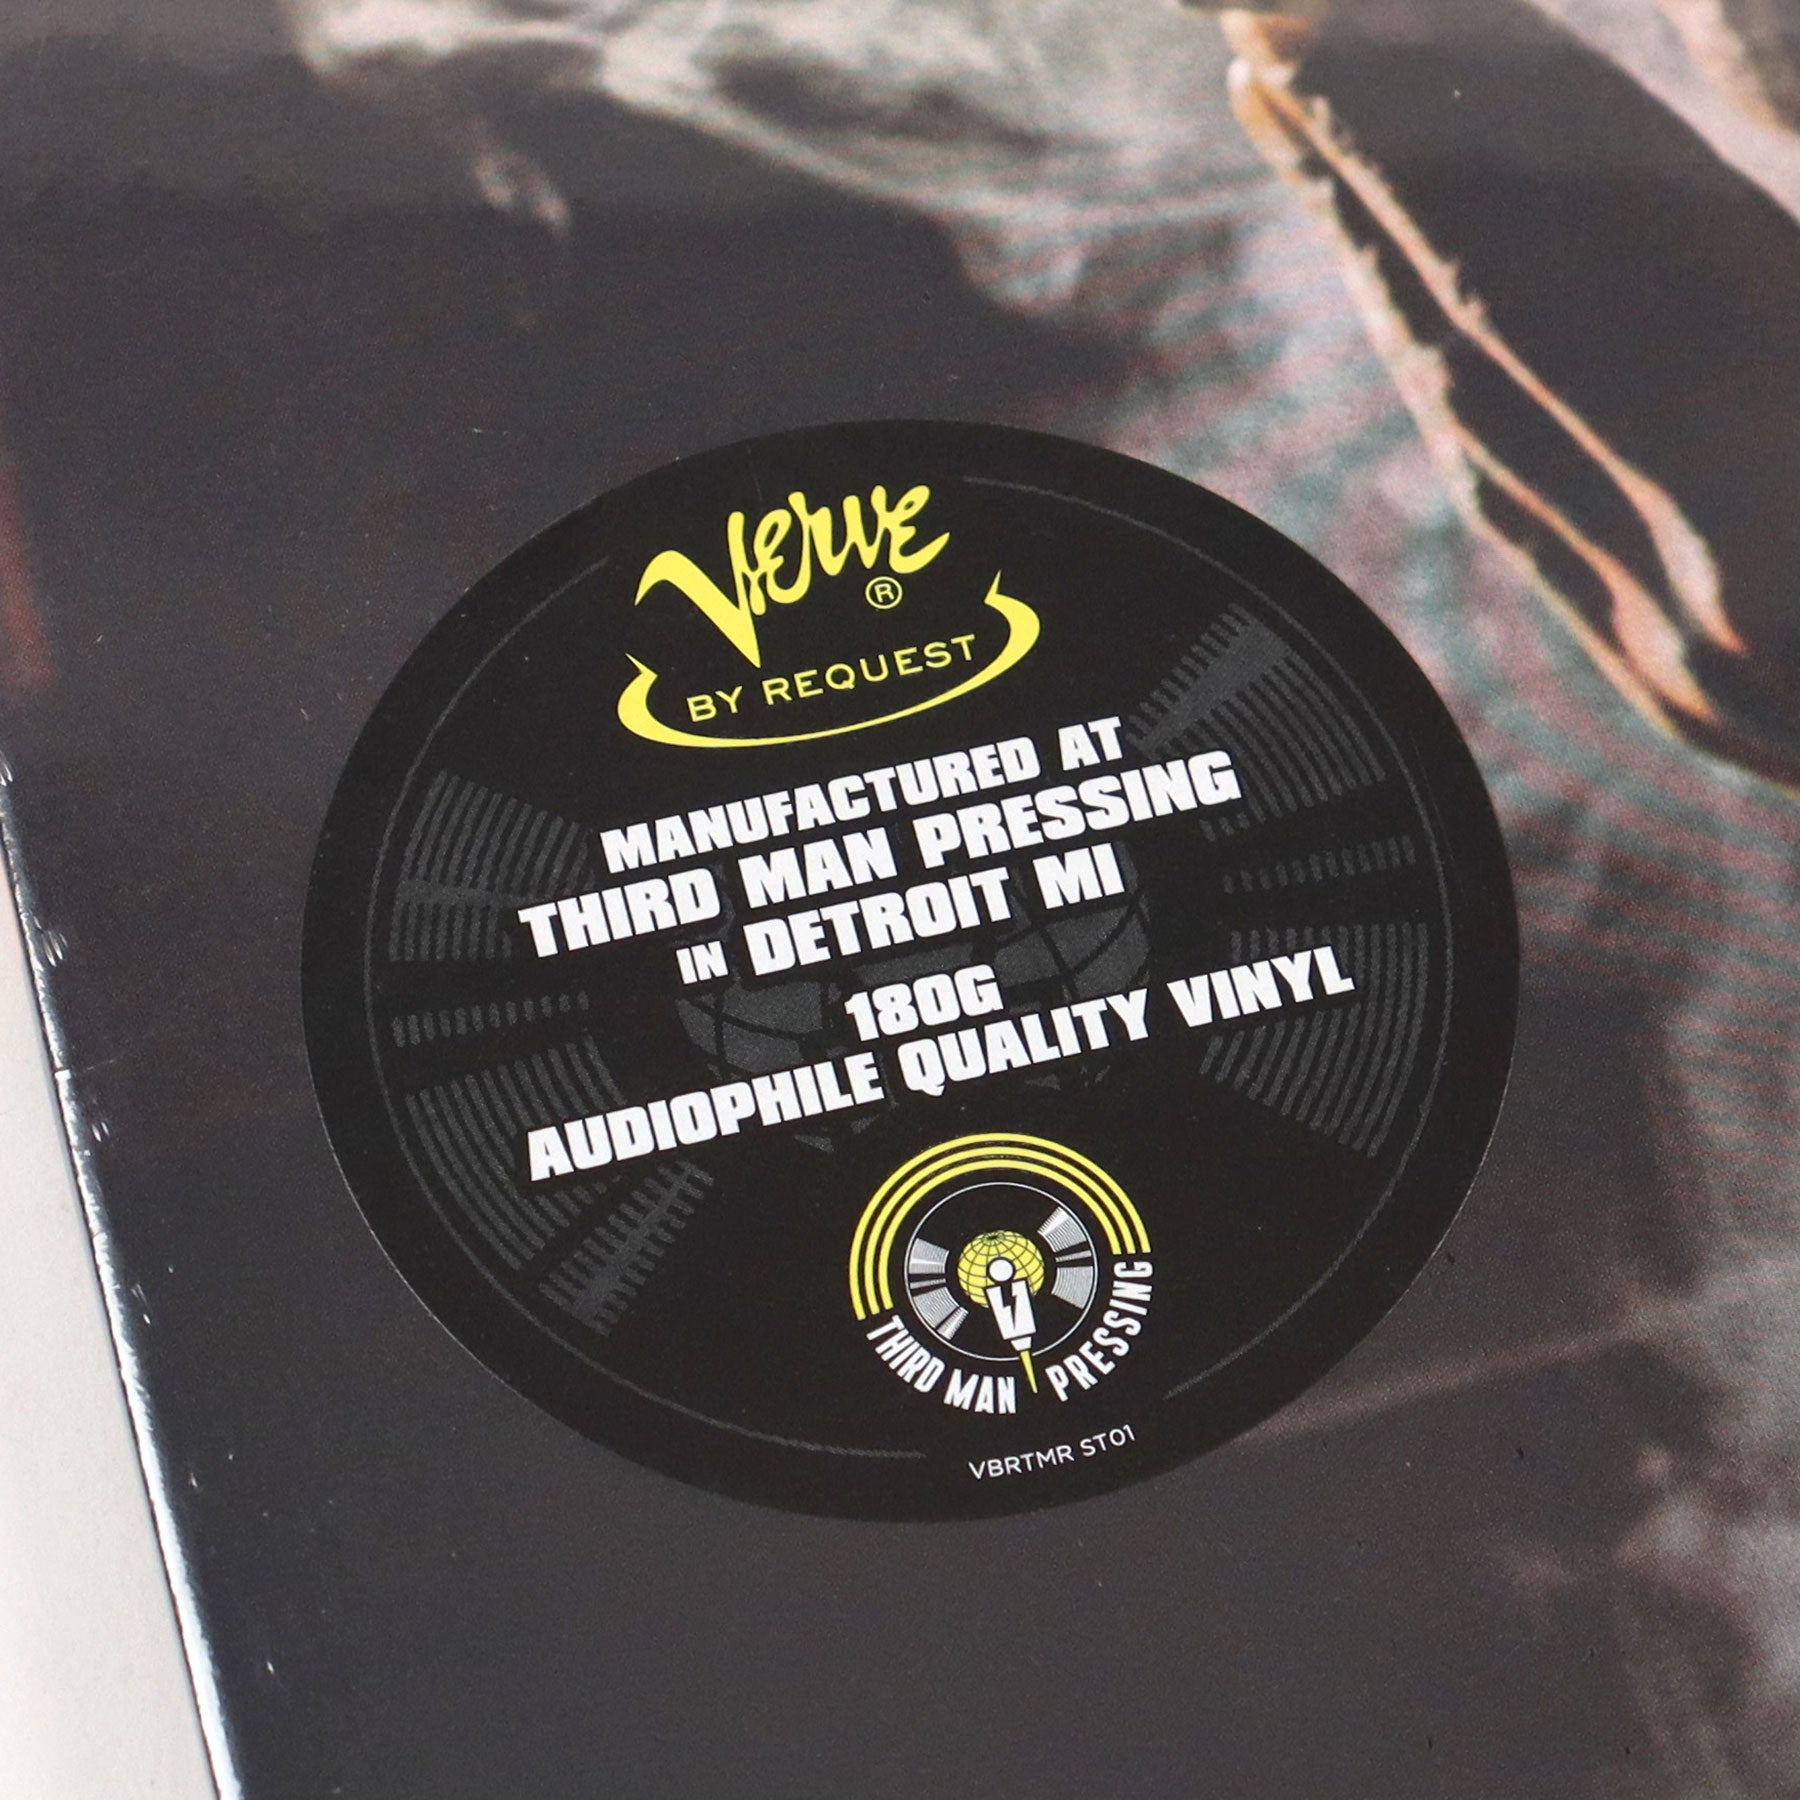 Verve
®
BY REQUEST
MANUFACTURED AT
THIRD MAN PRESSING
IN DETROIT MI
180G
AUDIOPHILE QUALITY VINYL
THIRD MAN PRESSING
VBRTMR ST01